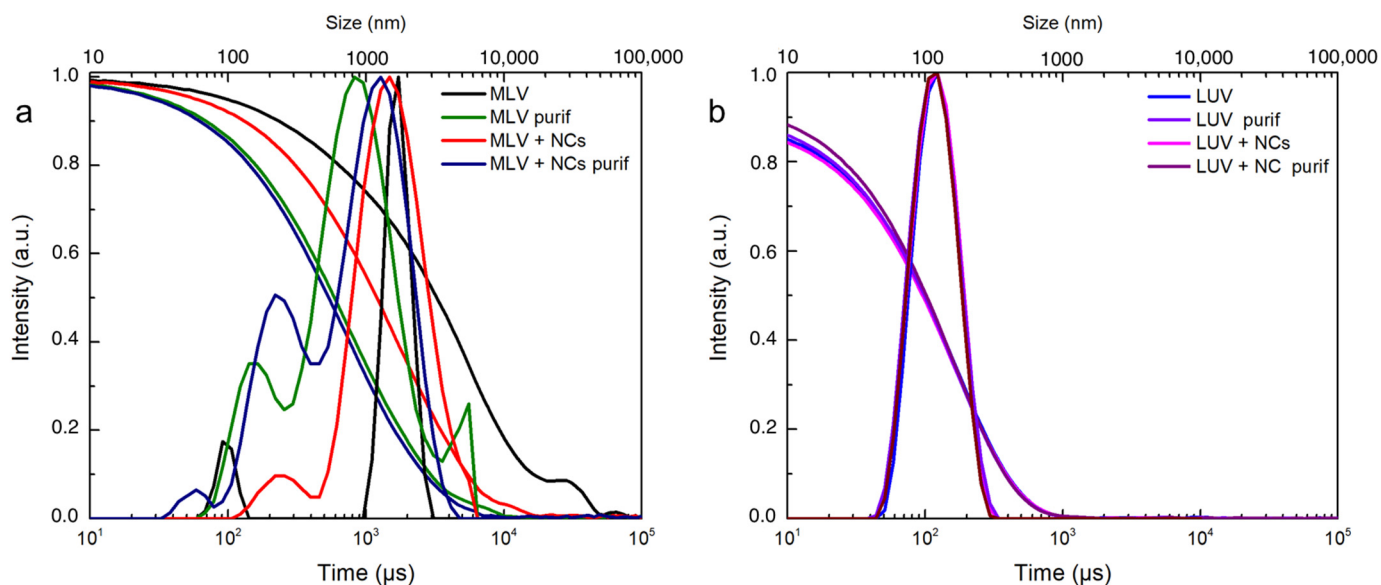 Size (nm)
10 100 1000 10,000 100,000
a
1.0
0.8
0.6
0.4
0.2
0.0
Intensity (a.u.)
MLV
MLV purif
MLV + NCs
MLV + NCs purif
10¹ 10² 10³ 10⁴ 10⁵
Time (µs)
Size (nm)
10 100 1000 10,000 100,000
b
1.0
0.8
0.6
0.4
0.2
0.0
Intensity (a.u.)
LUV
LUV purif
LUV + NCs
LUV + NC purif
10¹ 10² 10³ 10⁴ 10⁵
Time (µs)